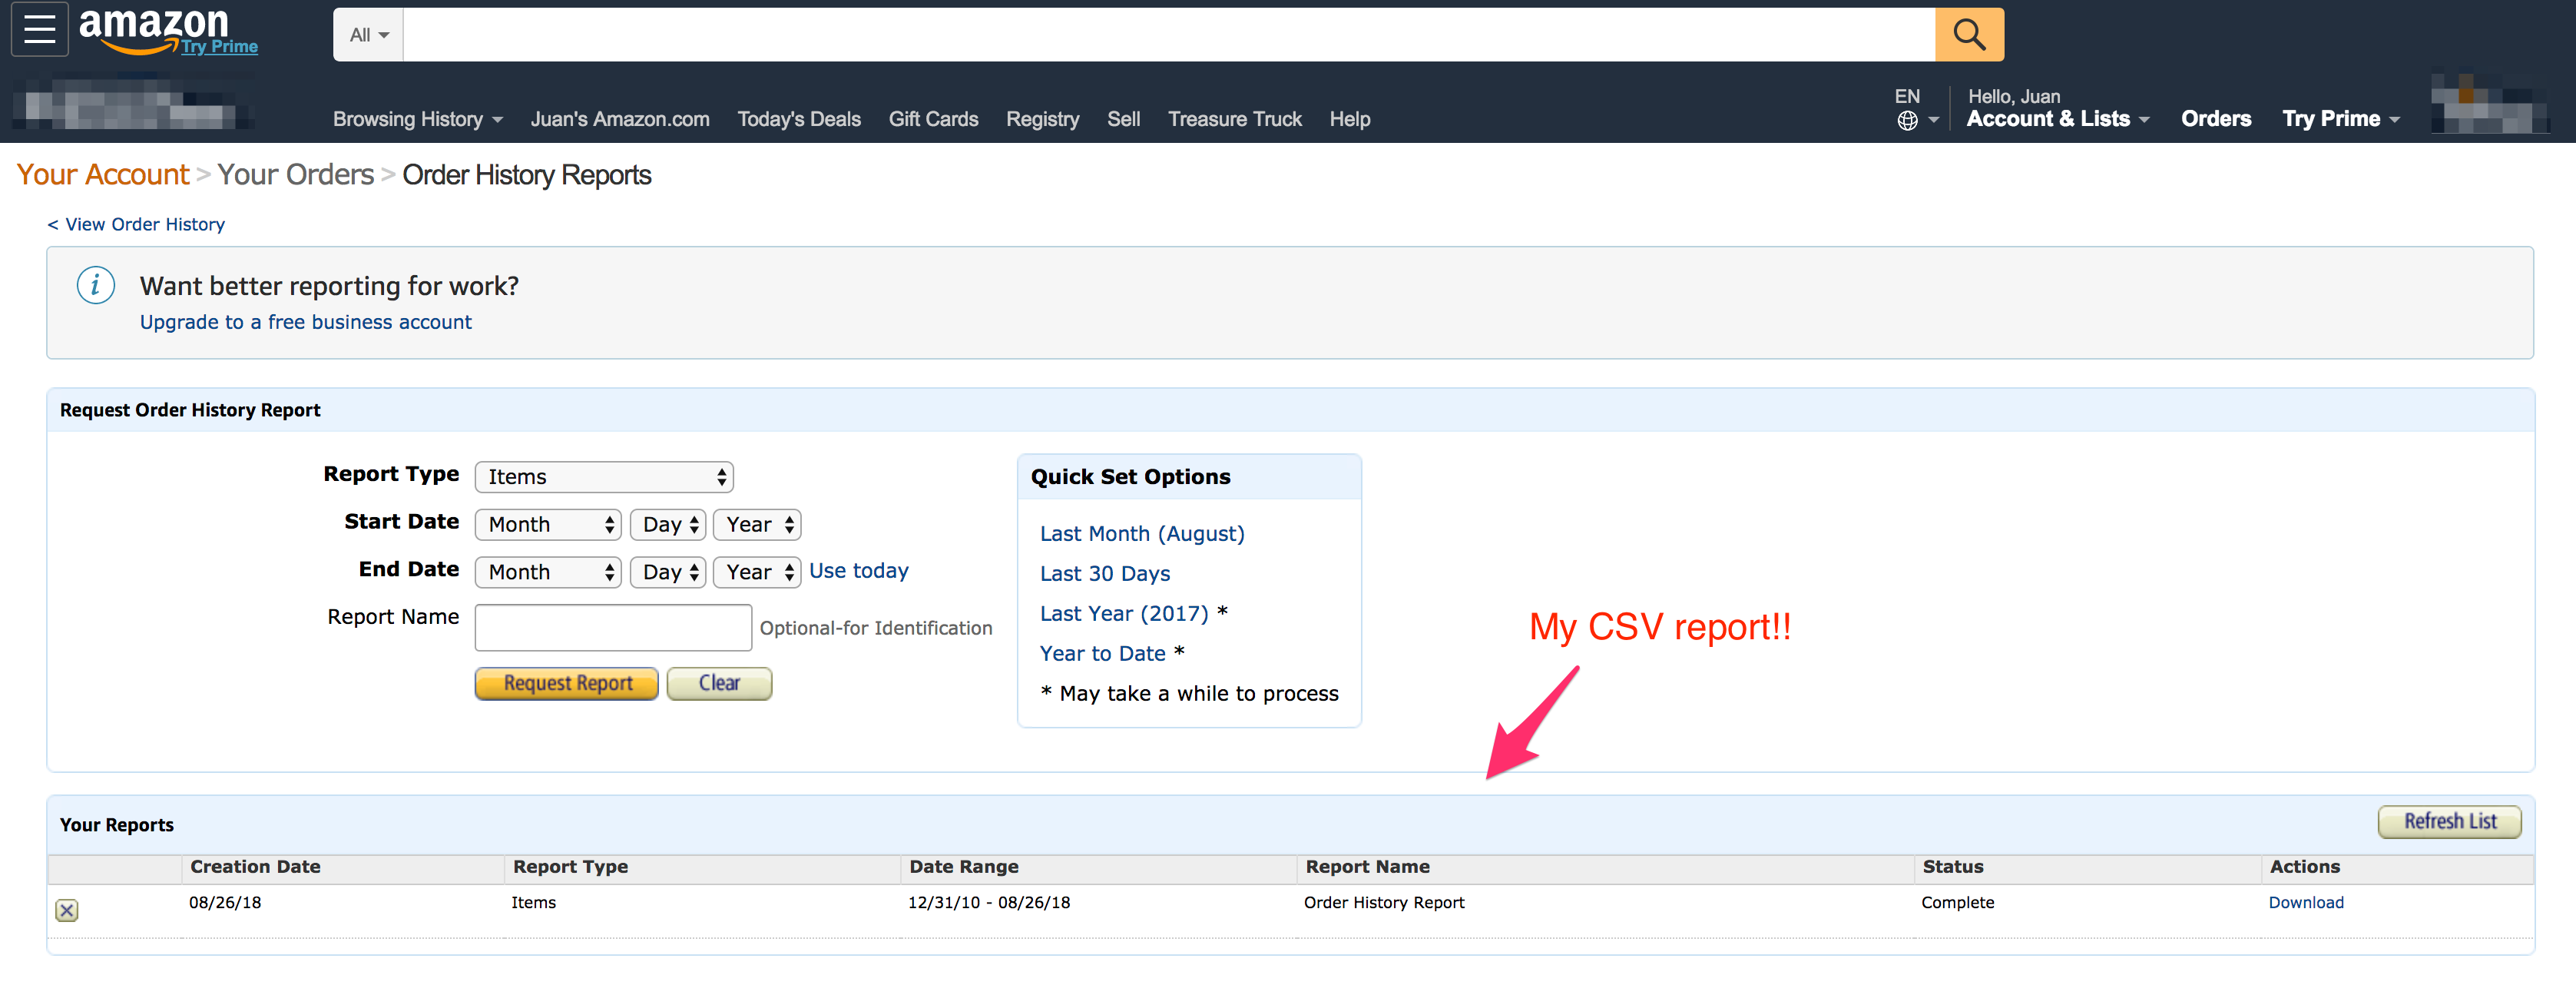 amazon
Try Prime
All
Browsing History
Juan's Amazon.com
Today's Deals
Gift Cards
Registry
Sell
Treasure Truck
Help
EN
Hello, Juan
Account & Lists
Orders
Try Prime
Your Account > Your Orders > Order History Reports
< View Order History
i
Want better reporting for work?
Upgrade to a free business account
Request Order History Report
Report Type Items
Start Date Month Day Year
End Date Month Day Year Use today
Report Name Optional-for Identification
Request Report Clear
Quick Set Options
Last Month (August)
Last 30 Days
Last Year (2017) *
Year to Date *
* May take a while to process
My CSV report!!
Your Reports
Refresh List
Creation Date Report Type Date Range Report Name Status Actions
08/26/18 Items 12/31/10 - 08/26/18 Order History Report Complete Download